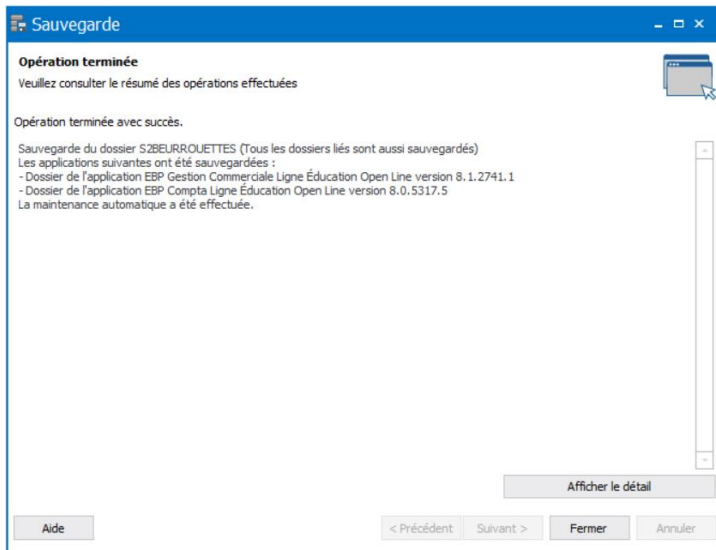 Sauvegarde
Opération terminée
Veuillez consulter le résumé des opérations effectuées
Opération terminée avec succès.
Sauvegarde du dossier S2BEURROUETTES (Tous les dossiers liés sont aussi sauvegardés)
Les applications suivantes ont été sauvegardées :
- Dossier de l'application EBP Gestion Commerciale Ligne Éducation Open Line version 8.1.2741.1
- Dossier de l'application EBP Compta Ligne Éducation Open Line version 8.0.5317.5
La maintenance automatique a été effectuée.
Afficher le détail
Aide
< Précédent
Suivant >
Fermer
Annuler